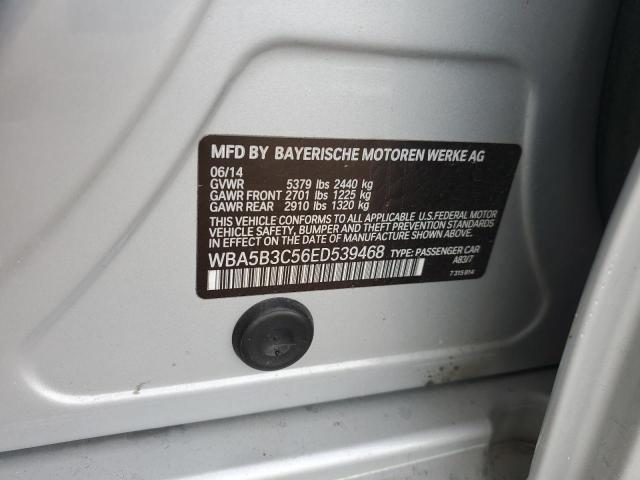 MFD BY BAYERISCHE MOTOREN WERKE AG
06/14
GVWR 5379 lbs 2440 kg
GAWR FRONT 2701 lbs 1225 kg
GAWR REAR 2910 lbs 1320 kg
THIS VEHICLE CONFORMS TO ALL APPLICABLE U.S.FEDERAL MOTOR
VEHICLE SAFETY, BUMPER AND THEFT PREVENTION STANDARDS
IN EFFECT ON THE DATE OF MANUFACTURE SHOWN ABOVE.
WBA5B3C56ED539468 TYPE: PASSENGER CAR
A83/7
7 315 814